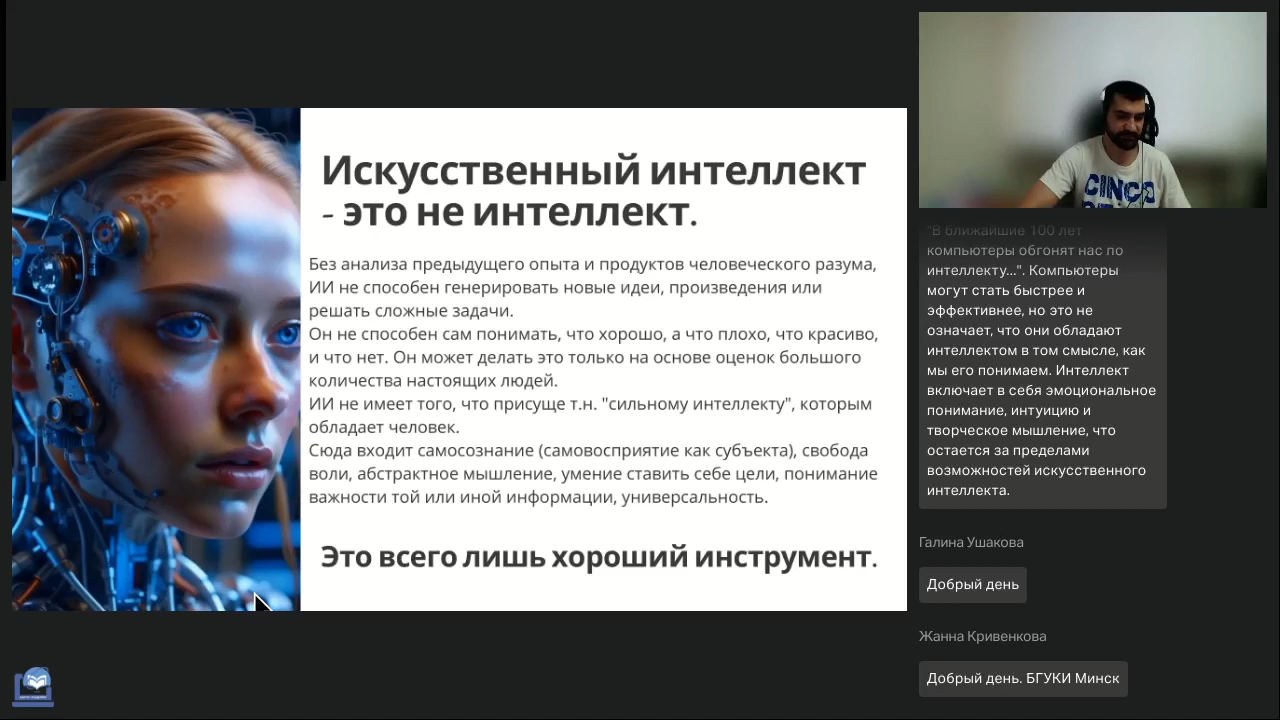 Искусственный интеллект
- это не интеллект.
Без анализа предыдущего опыта и продуктов человеческого разума,
ИИ не способен генерировать новые идеи, произведения или
решать сложные задачи.
Он не способен сам понимать, что хорошо, а что плохо, что красиво,
и что нет. Он может делать это только на основе оценок большого
количества настоящих людей.
ИИ не имеет того, что присуще т.н. "сильному интеллекту", которым
обладает человек.
Сюда входит самосознание (самовосприятие как субъекта), свобода
воли, абстрактное мышление, умение ставить себе цели, понимание
важности той или иной информации, универсальность.
Это всего лишь хороший инструмент.
CINCO
"В ближайшие 100 лет
компьютеры обгонят нас по
интеллекту...". Компьютеры
могут стать быстрее и
эффективнее, но это не
означает, что они обладают
интеллектом в том смысле, как
мы его понимаем. Интеллект
включает в себя эмоциональное
понимание, интуицию и
творческое мышление, что
остается за пределами
возможностей искусственного
интеллекта.
Галина Ушакова
Добрый день
Жанна Кривенкова
Добрый день. БГУКИ Минск